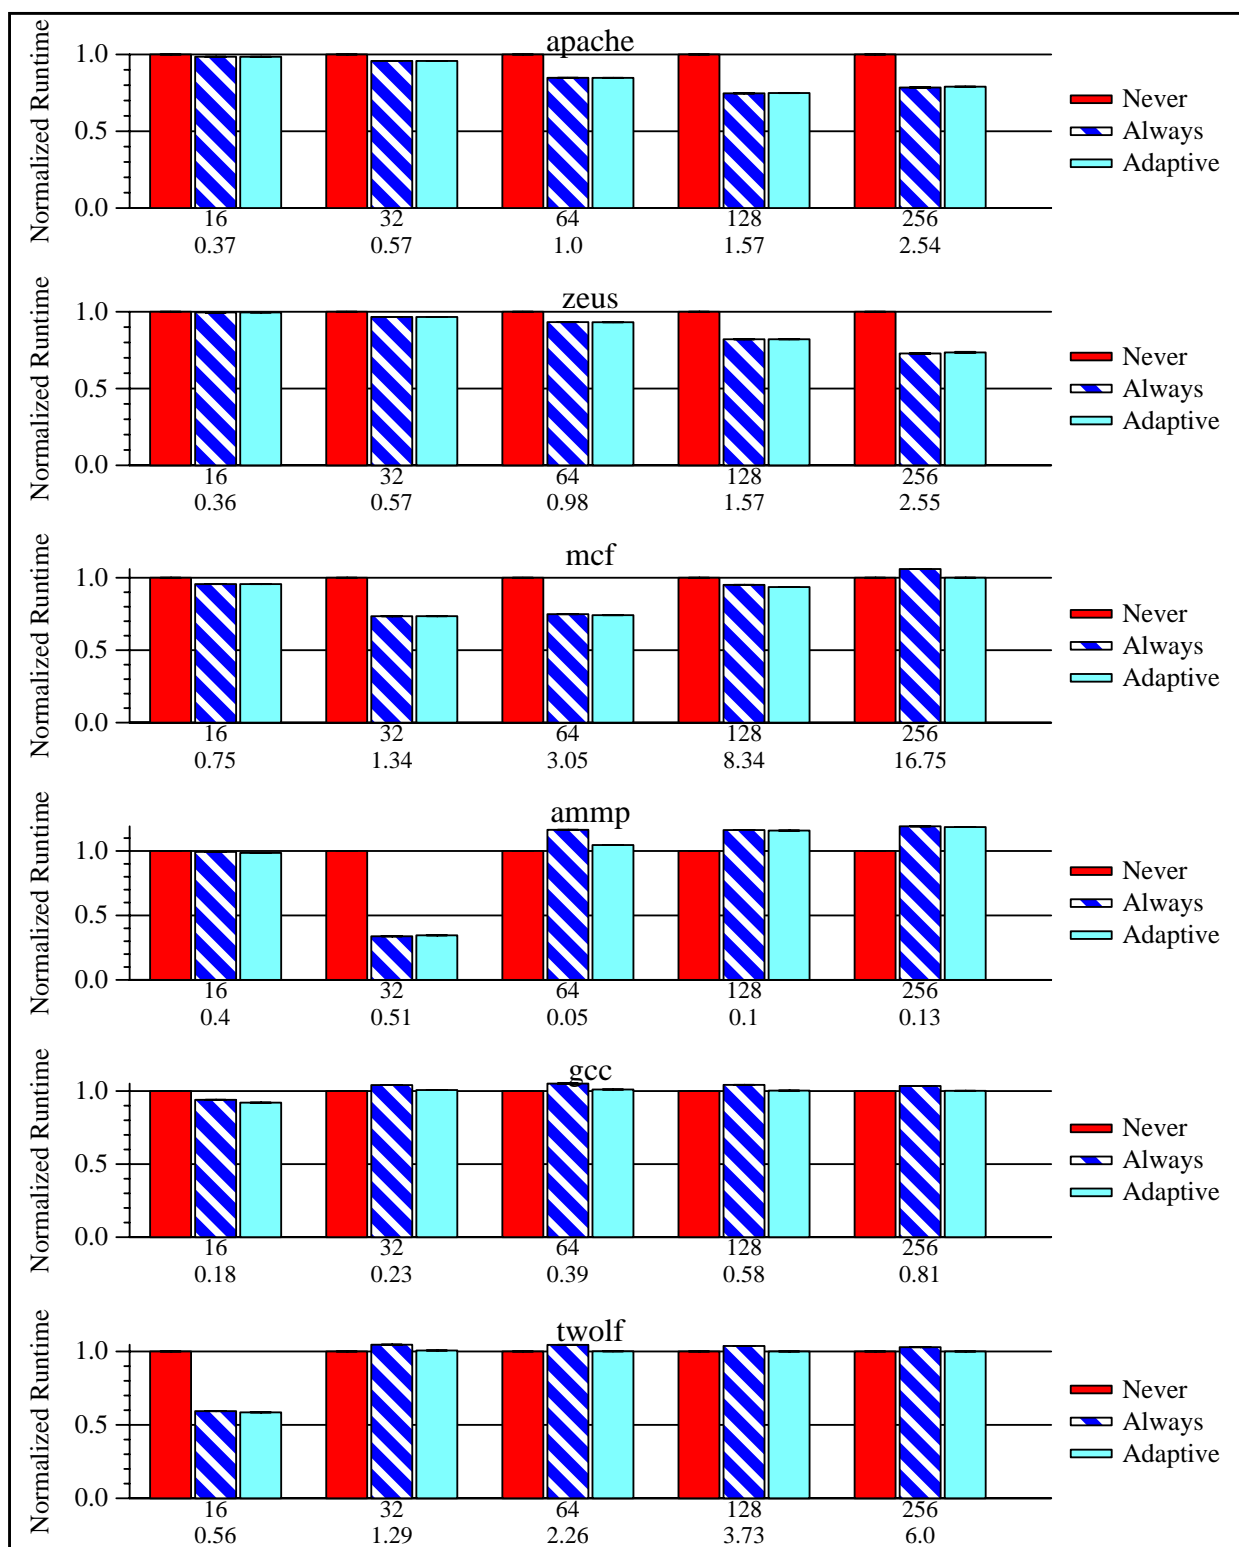 apache
Normalized Runtime
1.0
0.5
0.0
16 32 64 128 256
0.37 0.57 1.0 1.57 2.54
Never
Always
Adaptive
zeus
Normalized Runtime
1.0
0.5
0.0
16 32 64 128 256
0.36 0.57 0.98 1.57 2.55
Never
Always
Adaptive
mcf
Normalized Runtime
1.0
0.5
0.0
16 32 64 128 256
0.75 1.34 3.05 8.34 16.75
Never
Always
Adaptive
ammp
Normalized Runtime
1.0
0.5
0.0
16 32 64 128 256
0.4 0.51 0.05 0.1 0.13
Never
Always
Adaptive
gcc
Normalized Runtime
1.0
0.5
0.0
16 32 64 128 256
0.18 0.23 0.39 0.58 0.81
Never
Always
Adaptive
twolf
Normalized Runtime
1.0
0.5
0.0
16 32 64 128 256
0.56 1.29 2.26 3.73 6.0
Never
Always
Adaptive